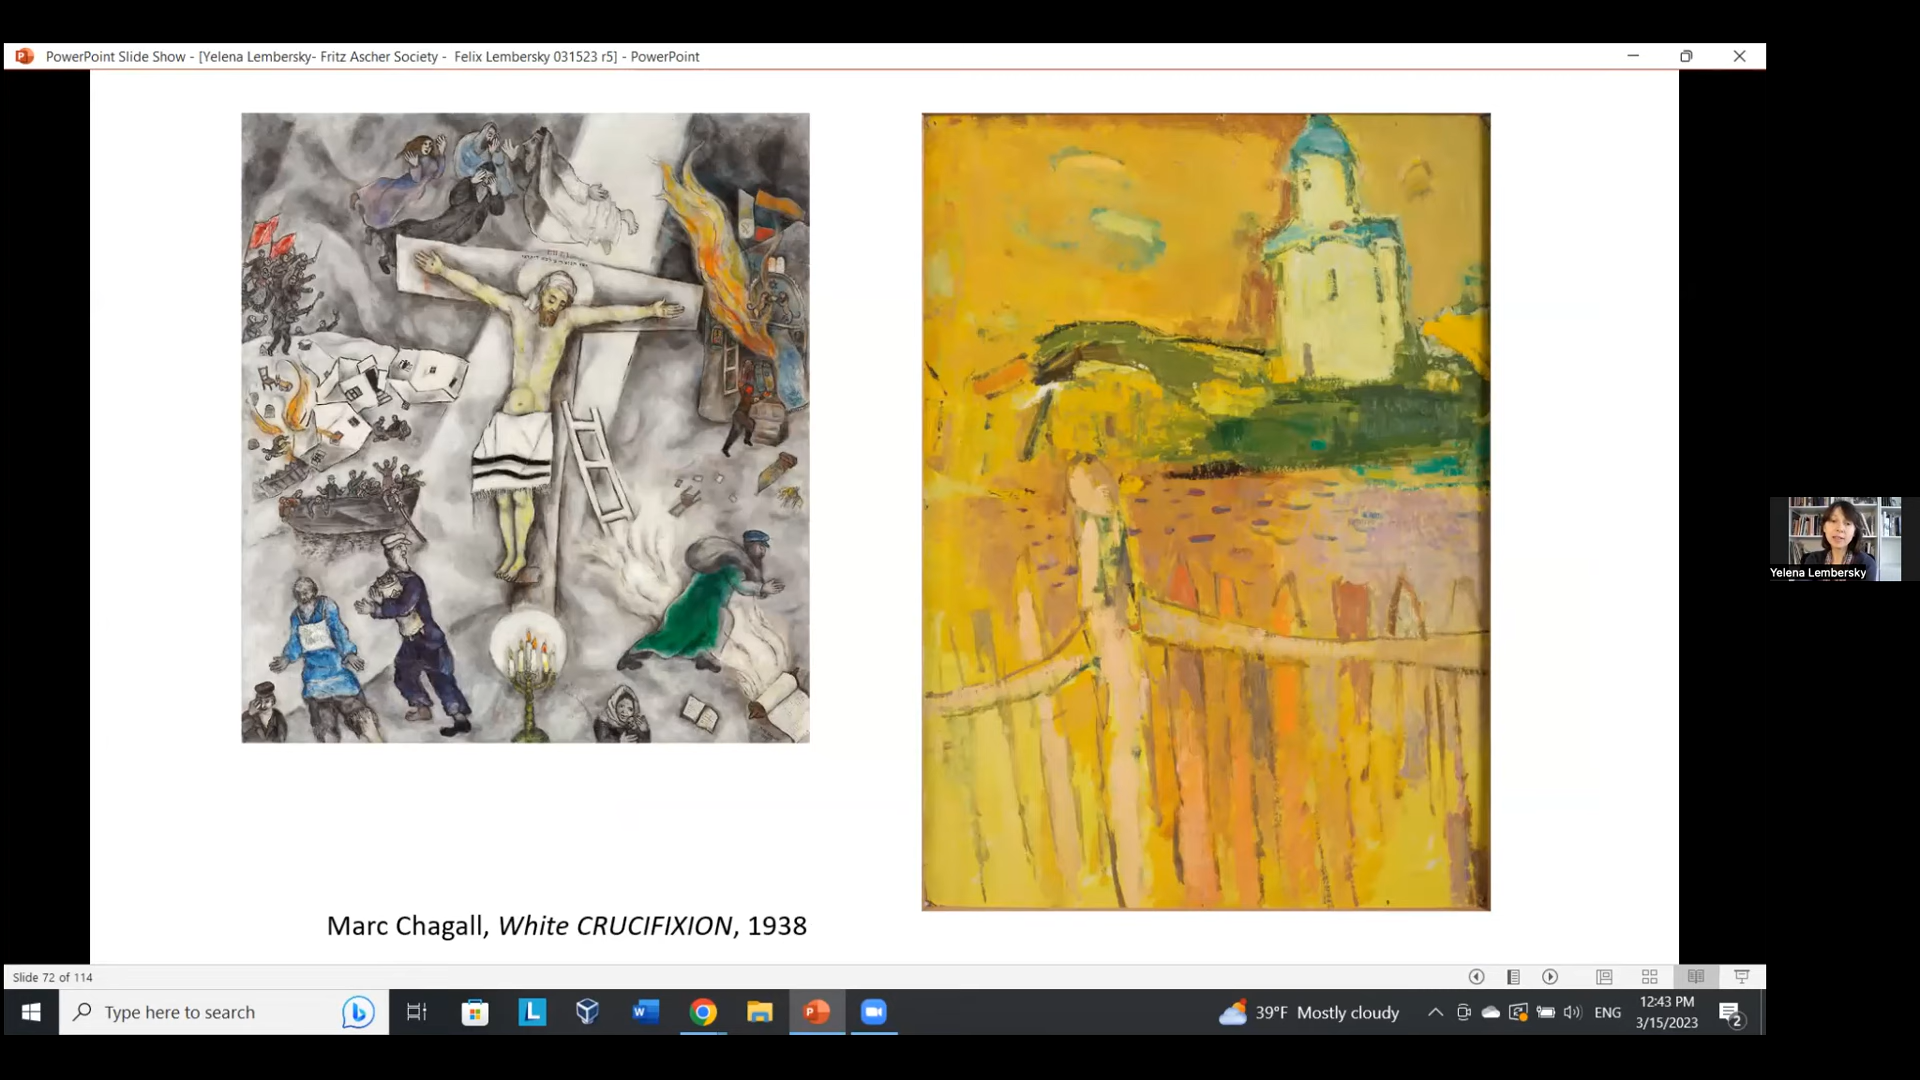 PowerPoint Slide Show - [Yelena Lembersky- Fritz Ascher Society -  Felix Lembersky 031523 r5] - PowerPoint
Yelena Lembersky
Marc Chagall, White CRUCIFIXION, 1938
Slide 72 of 114
Type here to search
39°F Mostly cloudy
ENG
12:43 PM
3/15/2023
2